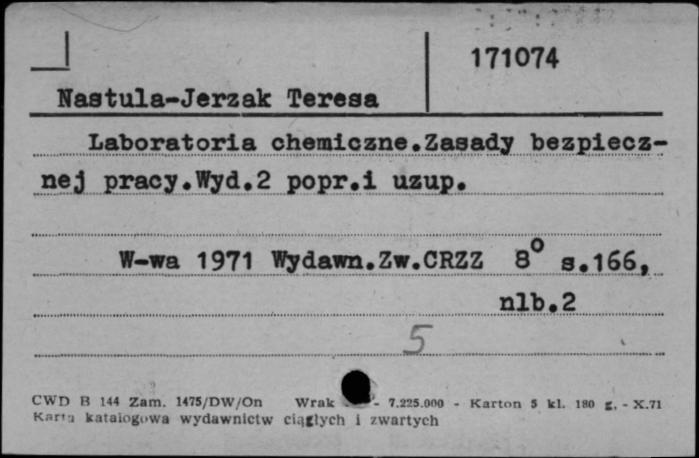 171074
Nastula-Jerzak Teresa
Laboratoria chemiczne.Zasady bezpiecz-
nej pracy.Wyd.2 popr.i uzup.
W-wa 1971 Wydawn.Zw.CRZZ 8° s.166,
nlb.2
5
CWD B 144 Zam. 1475/DW/On Wrak - 7.225.000 - Karton 5 kl. 180 g. - X.71
Karta katalogowa wydawnictw ciągłych i zwartych